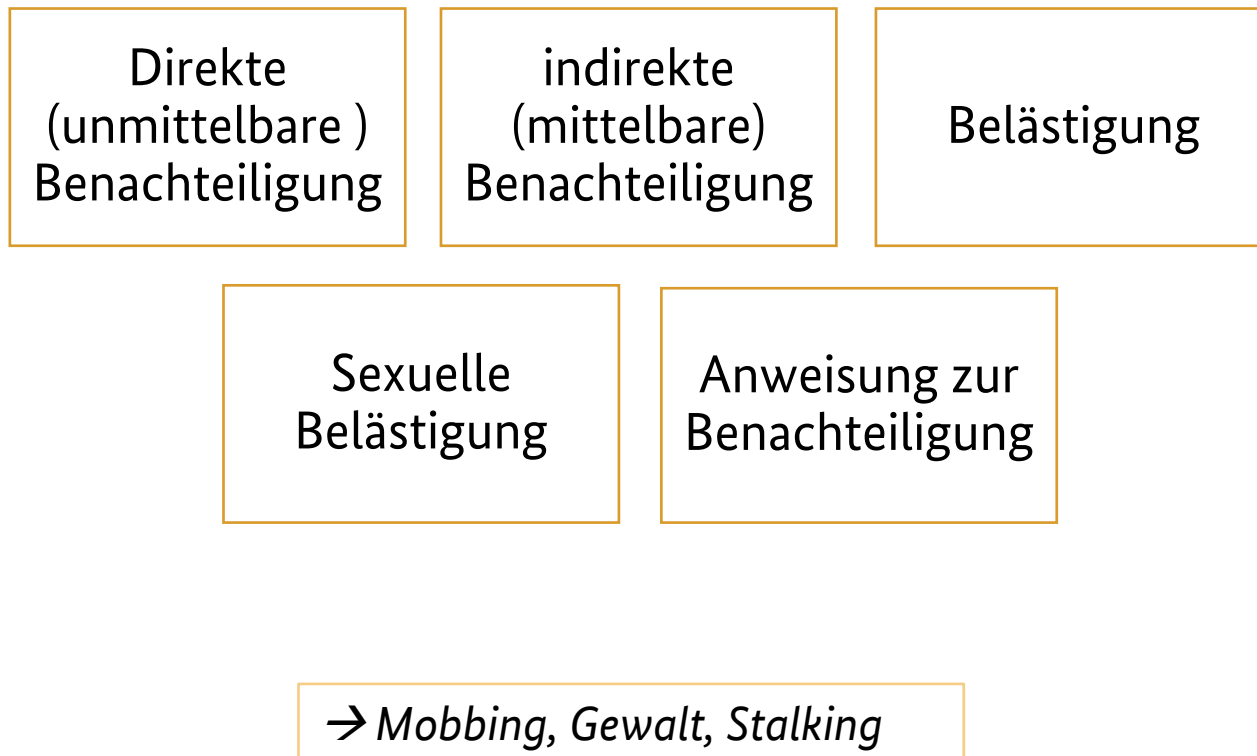 Direkte
(unmittelbare )
Benachteiligung
indirekte
(mittelbare)
Benachteiligung
Belästigung
Sexuelle
Belästigung
Anweisung zur
Benachteiligung
→ Mobbing, Gewalt, Stalking